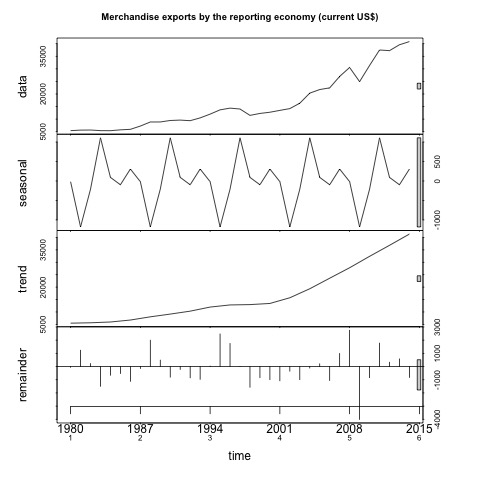 Merchandise exports by the reporting economy (current US$)
data
5000 20000 35000
seasonal
-1000 0 500
trend
5000 20000 35000
remainder
-4000 -1000 1000 3000
1980 1987 1994 2001 2008 2015
1 2 3 4 5 6
time